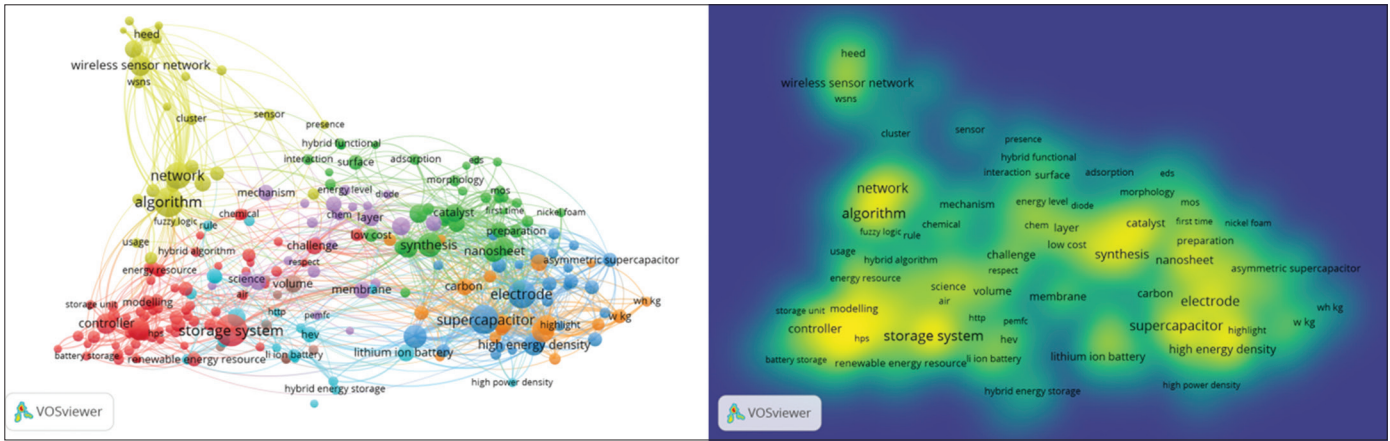 heed
wireless sensor network
wsns
cluster
sensor
presence
hybrid functional
interaction
surface
adsorption
eds
network
morphology
mechanism
energy level
diode
mos
algorithm
chemical
chem
layer
catalyst
first time
nickel foam
fuzzy logic
rule
low cost
preparation
usage
hybrid algorithm
challenge
synthesis
nanosheet
energy resource
respect
asymmetric supercapacitor
science
volume
membrane
carbon
electrode
storage unit
modelling
air
wh kg
controller
hps
storage system
http
pemfc
supercapacitor
highlight
w kg
hev
battery storage
renewable energy resource
li ion battery
lithium ion battery
high energy density
hybrid energy storage
high power density
VOSviewer
heed
wireless sensor network
wsns
cluster
sensor
presence
hybrid functional
interaction
surface
adsorption
eds
network
morphology
mechanism
energy level
diode
mos
algorithm
chemical
chem
layer
catalyst
first time
nickel foam
fuzzy logic
rule
low cost
preparation
usage
hybrid algorithm
challenge
synthesis
nanosheet
energy resource
respect
asymmetric supercapacitor
science
volume
membrane
carbon
electrode
storage unit
modelling
air
controller
hps
storage system
http
pemfc
supercapacitor
highlight
w kg
wh kg
hev
battery storage
renewable energy resource
li ion battery
lithium ion battery
high energy density
hybrid energy storage
high power density
VOSviewer